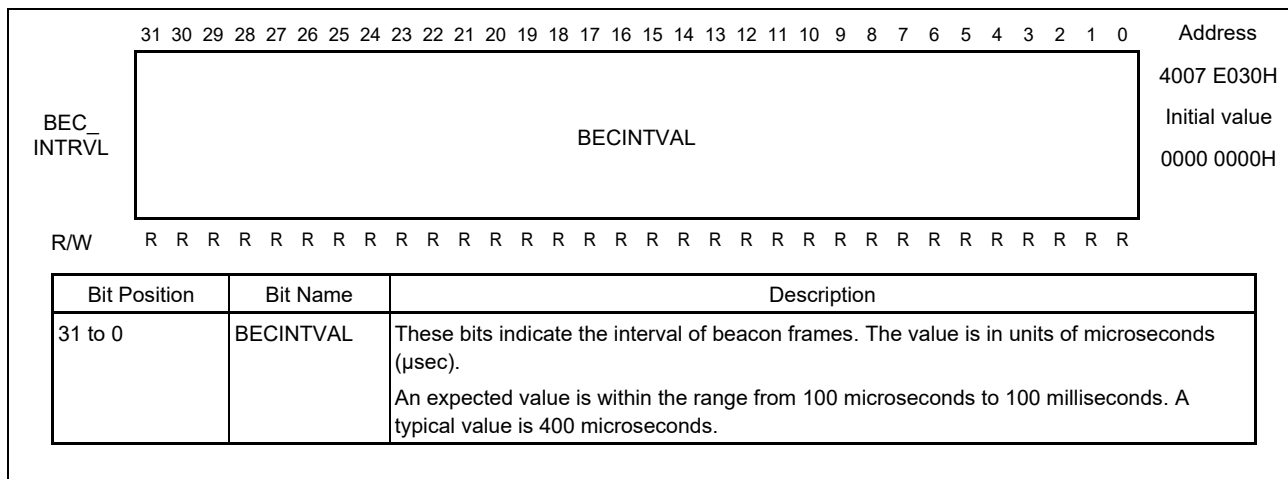 31 30 29 28 27 26 25 24 23 22 21 20 19 18 17 16 15 14 13 12 11 10 9 8 7 6 5 4 3 2 1 0 Address
4007 E030H
BEC_
INTRVL
BECINTVAL
Initial value
0000 0000H
R/W R R R R R R R R R R R R R R R R R R R R R R R R R R R R R R R R
Bit Position Bit Name Description
31 to 0 BECINTVAL These bits indicate the interval of beacon frames. The value is in units of microseconds
(µsec).
An expected value is within the range from 100 microseconds to 100 milliseconds. A
typical value is 400 microseconds.